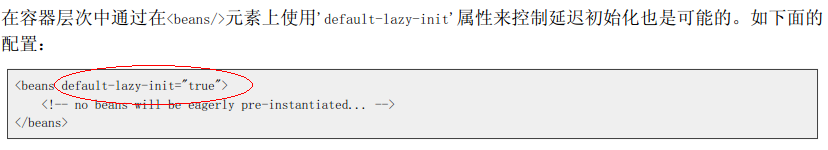 在容器层次中通过在<beans/>元素上使用'default-lazy-init'属性来控制延迟初始化也是可能的。如下面的
配置：
<beans default-lazy-init="true">
    <!-- no beans will be eagerly pre-instantiated... -->
</beans>